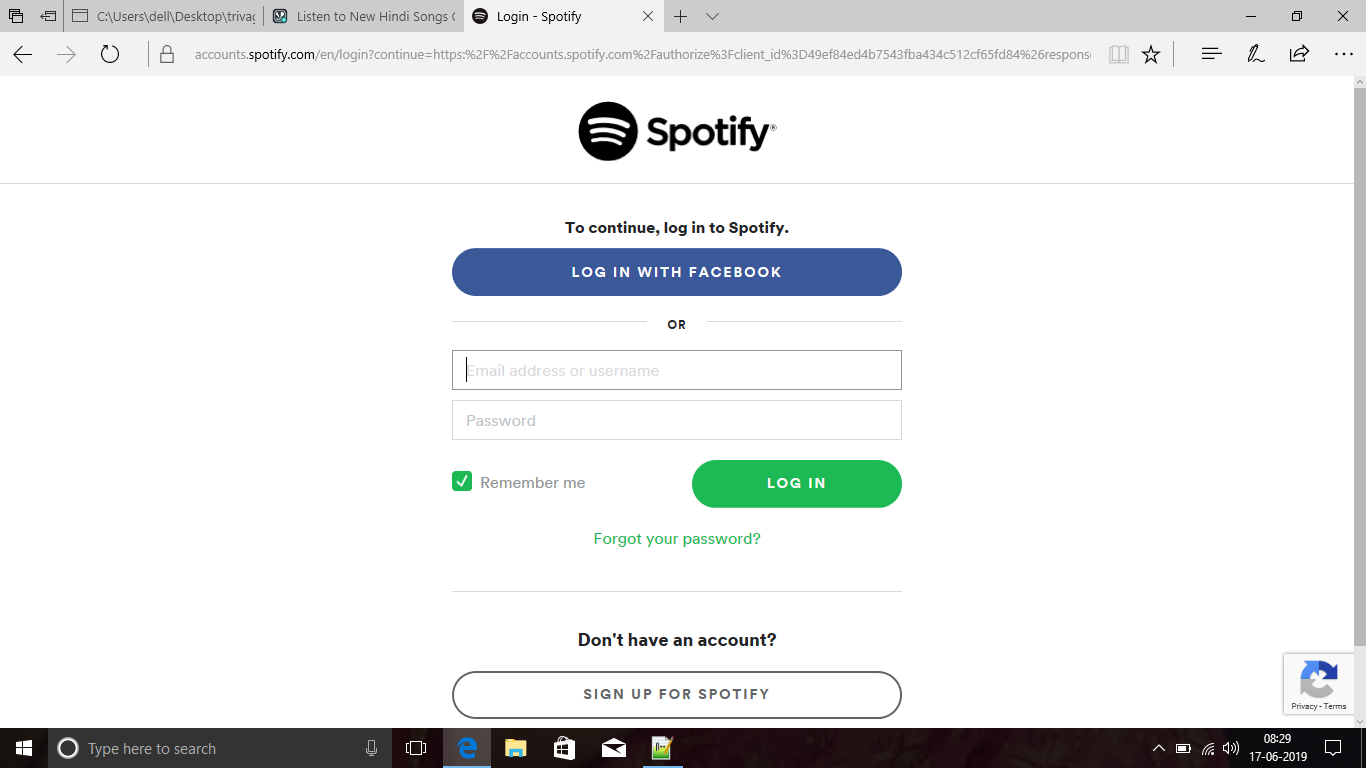 C:\Users\dell\Desktop\trivag
Listen to New Hindi Songs
Login - Spotify
accounts.spotify.com/en/login?continue=https:%2F%2Faccounts.spotify.com%2Fauthorize%3Fclient_id%3D49ef84ed4b7543fba434c512cf65fd84%26respons
Spotify®
To continue, log in to Spotify.
LOG IN WITH FACEBOOK
OR
Email address or username
Password
Remember me
LOG IN
Forgot your password?
Don't have an account?
SIGN UP FOR SPOTIFY
Privacy - Terms
Type here to search
08:29
17-06-2019